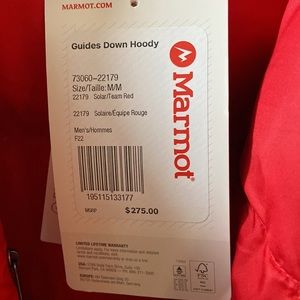 MARMOT.COM
Guides Down Hoody
73060-22179
Size/Taille: M/M
22179 Solar/Team Red
22179 Solaire/Equipe Rouge
Men's/Hommes
F22
195115133177
MSRP $275.00
Marmot
LIMITED LIFETIME WARRANTY
FSC